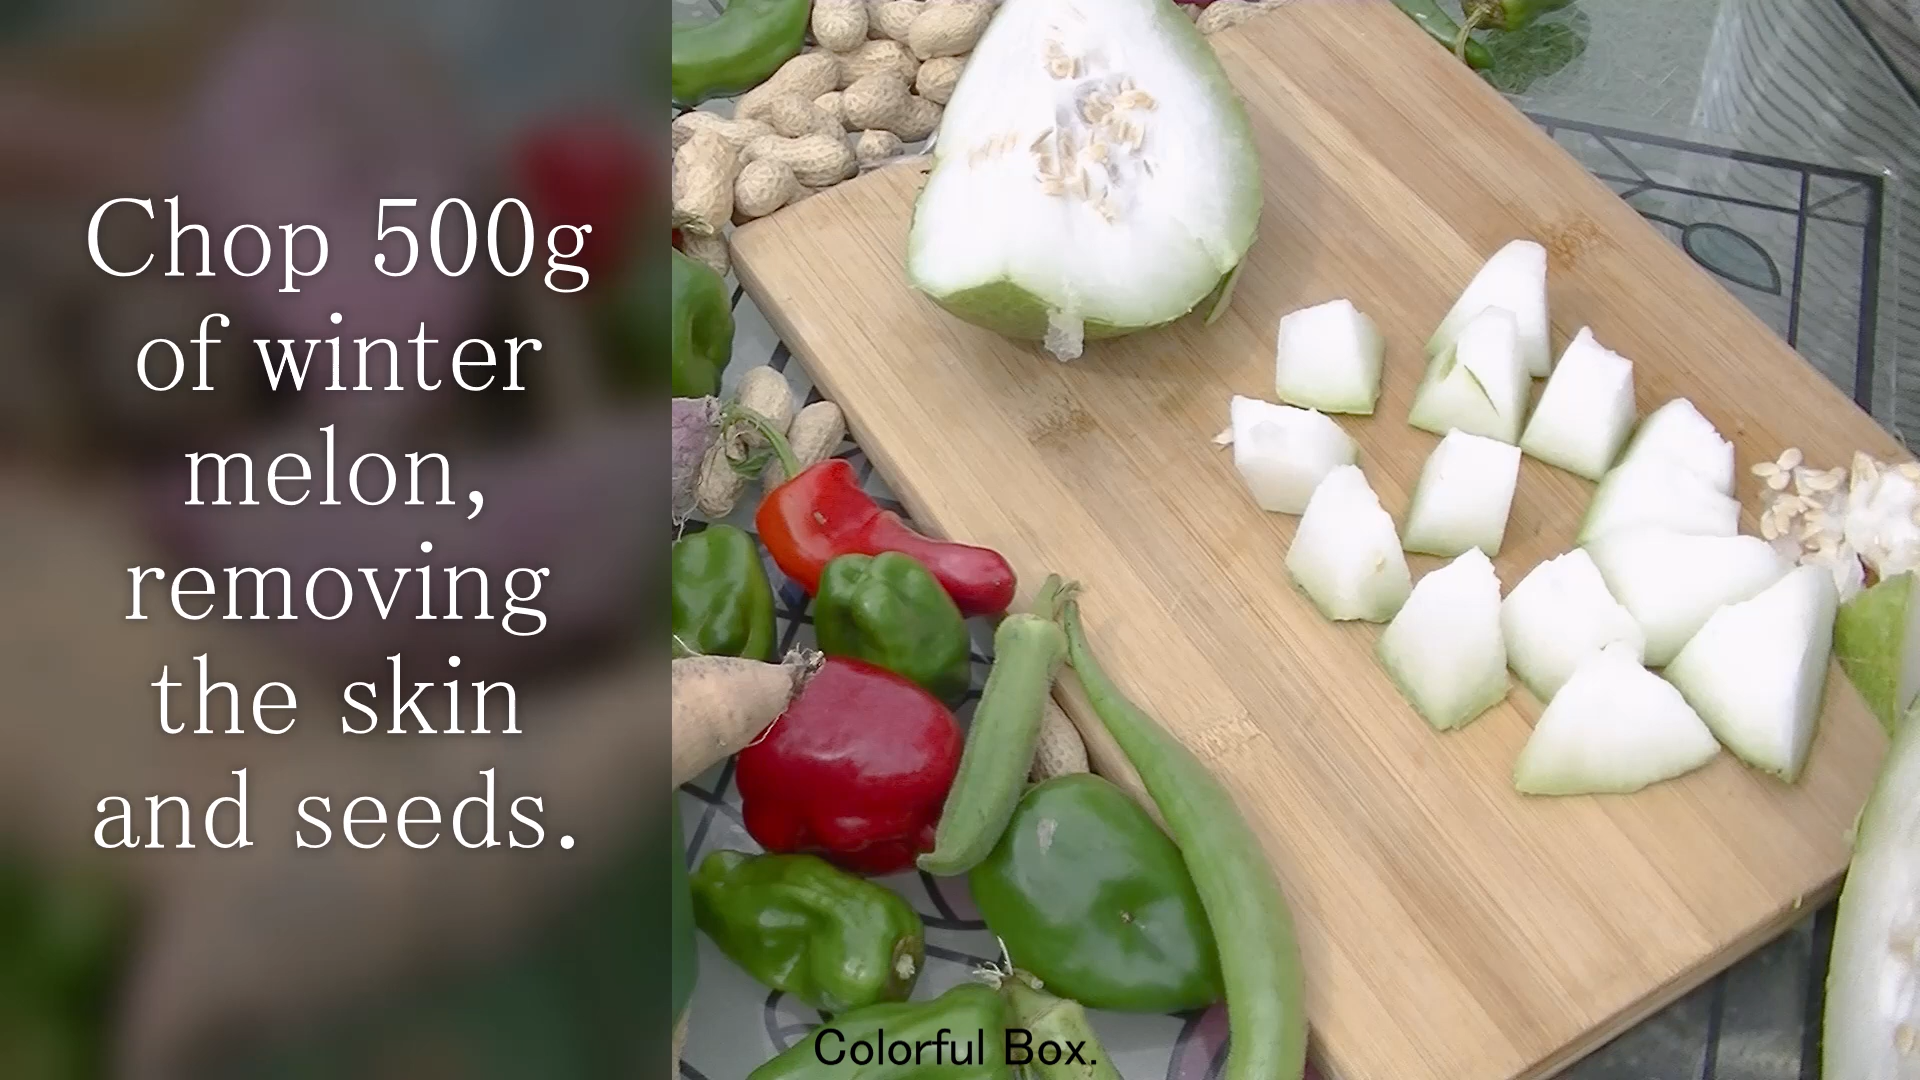 Chop 500g
of winter
melon,
removing
the skin
and seeds.
Colorful Box.